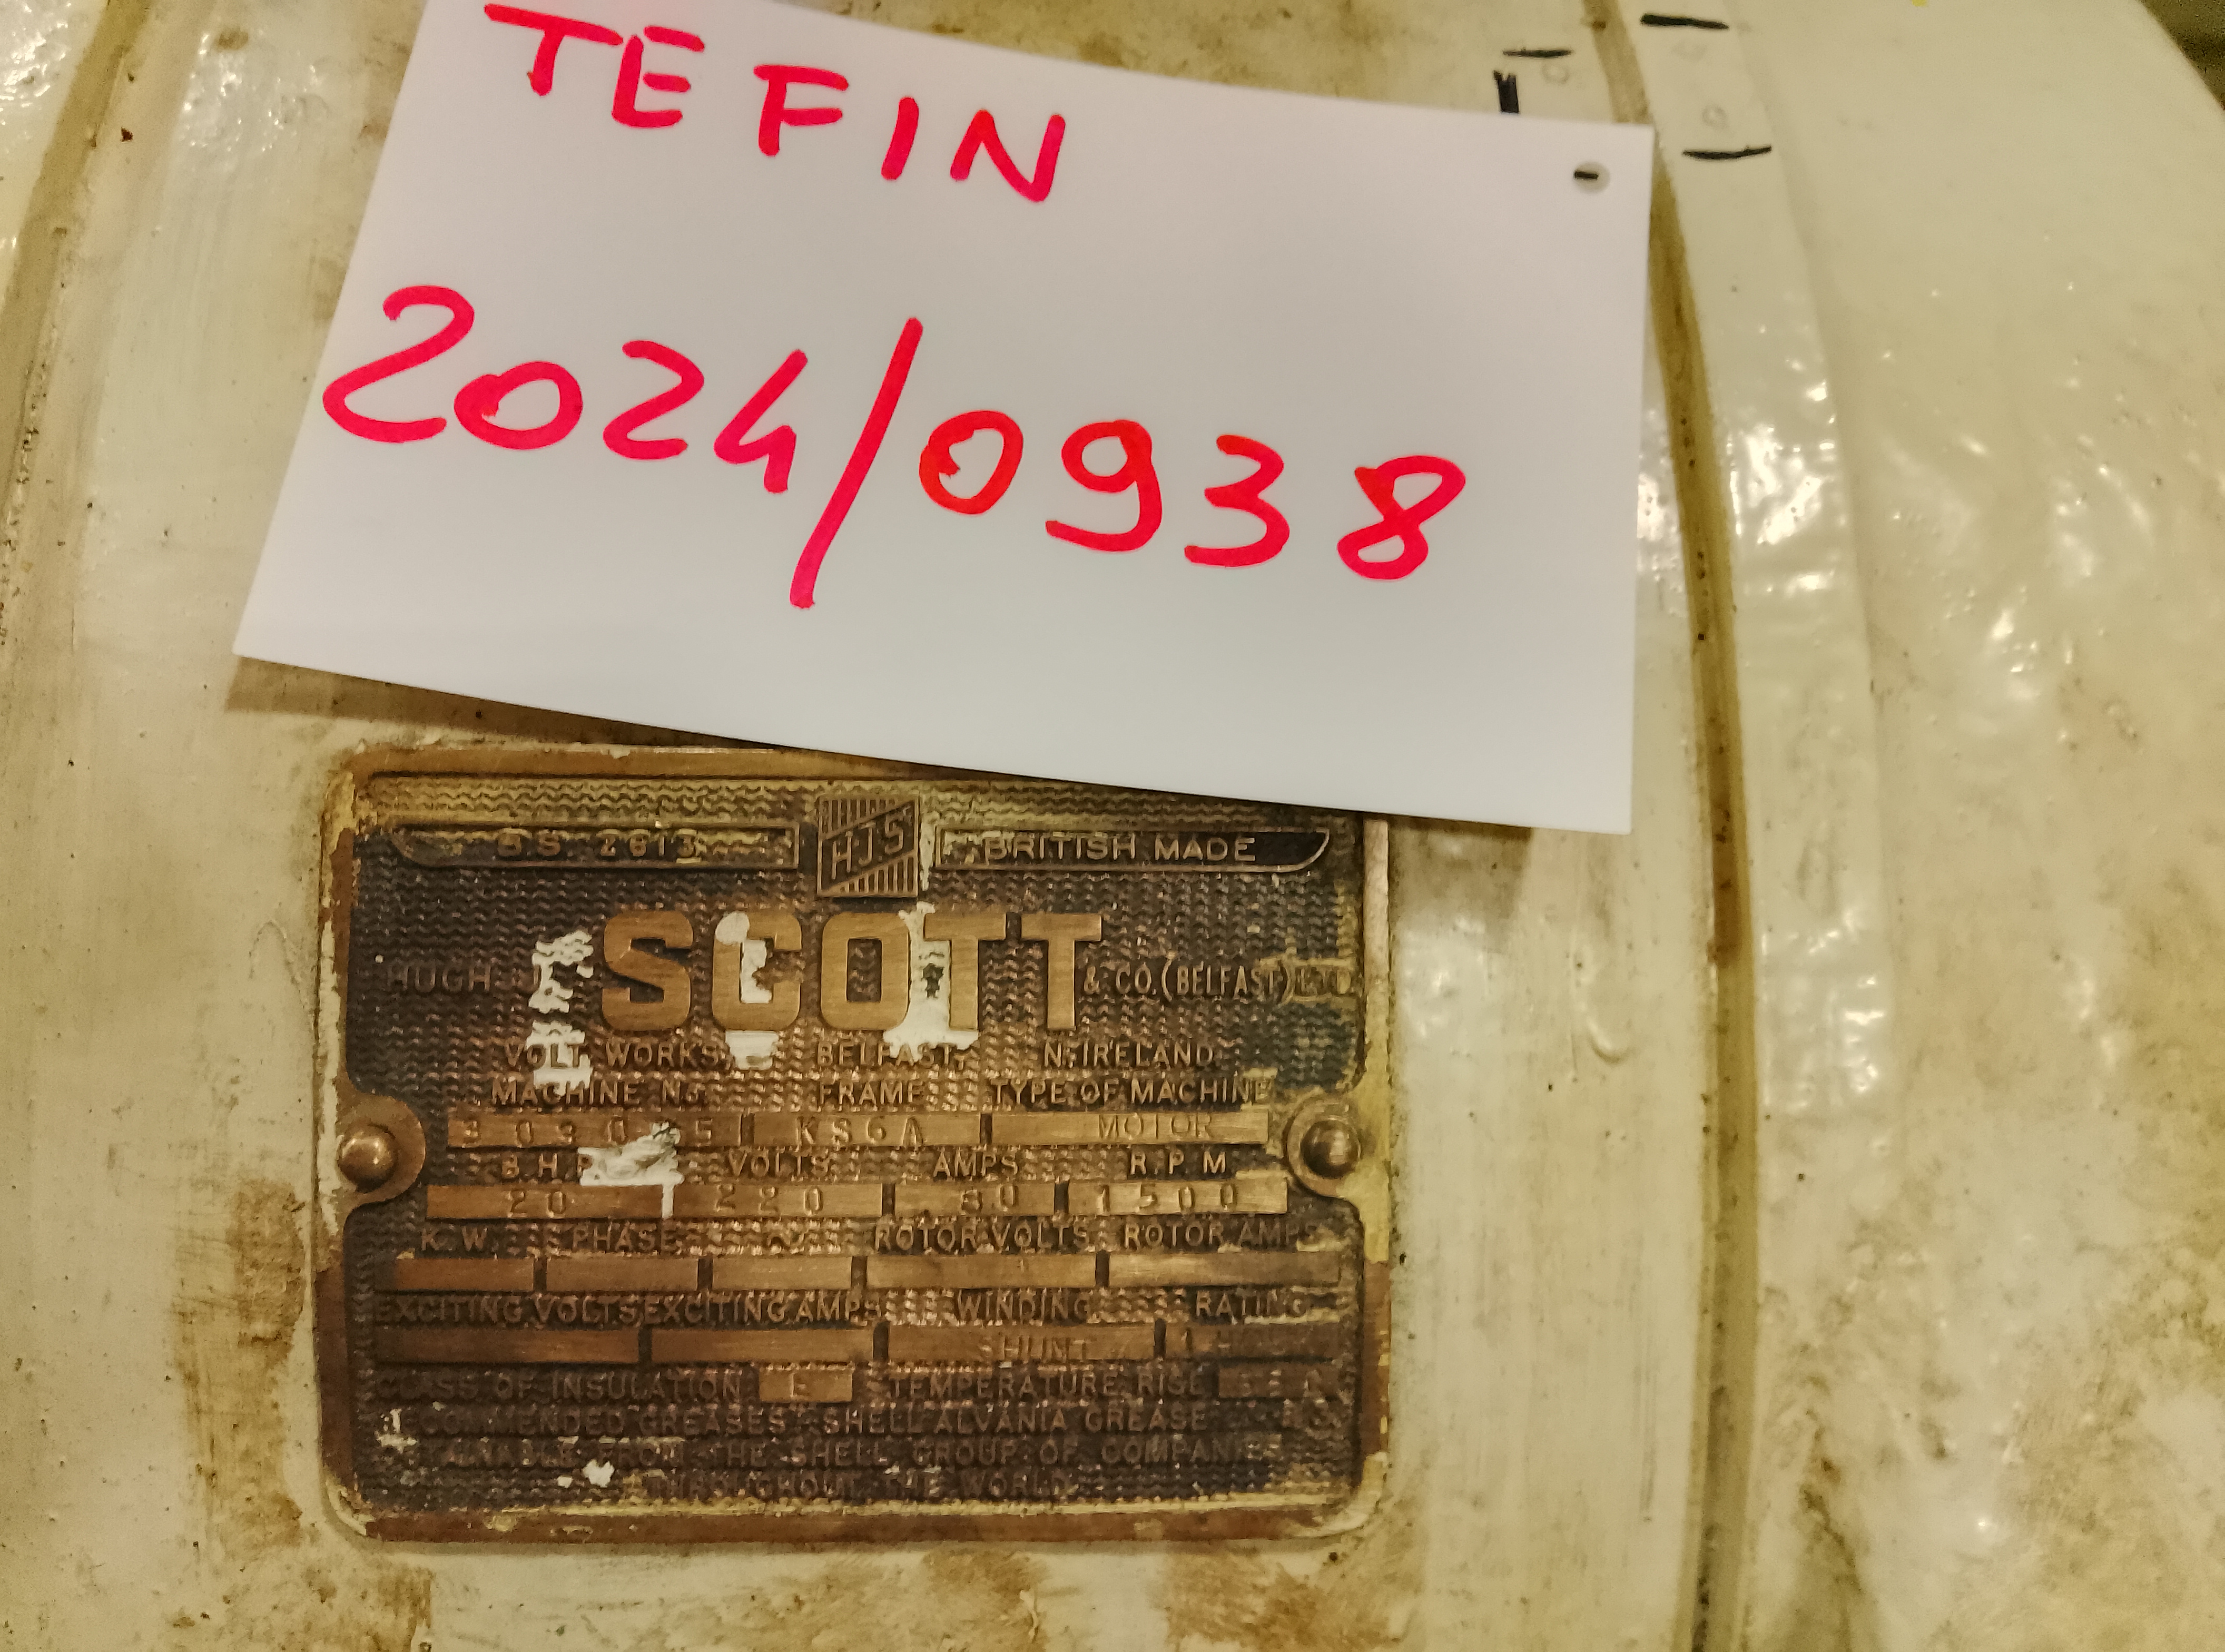 TEFIN
2024/0938
B.S. 2613 HJS BRITISH MADE
HUGH J. SCOTT & CO. (BELFAST) LTD
VOLT WORKS, BELFAST, N. IRELAND
MACHINE No. FRAME TYPE OF MACHINE
KS6A MOTOR
B.H.P. VOLTS AMPS R.P.M
20 220 80 1500
K.W. PHASE ROTOR VOLTS ROTOR AMPS
EXCITING VOLTS EXCITING AMPS WINDING RATING
SHUNT
CLASS OF INSULATION E TEMPERATURE RISE
RECOMMENDED GREASES SHELL ALVANIA GREASE
OBTAINABLE FROM THE SHELL GROUP OF COMPANIES
THROUGHOUT THE WORLD